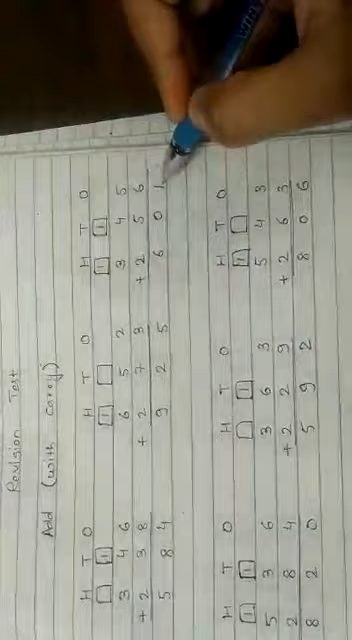 Revision Test
Add (with carry)
H T O H T O H T O
1 1 1 1
3 4 6 6 5 2 3 4 5
+ 2 3 8 + 2 7 3 + 2 5 6
5 8 4 9 2 5 6 0 1
H T O H T O H T O
1 1 1 1
5 3 6 3 6 3 5 4 3
2 8 4 + 2 2 9 + 2 6 3
8 2 0 5 9 2 8 0 6